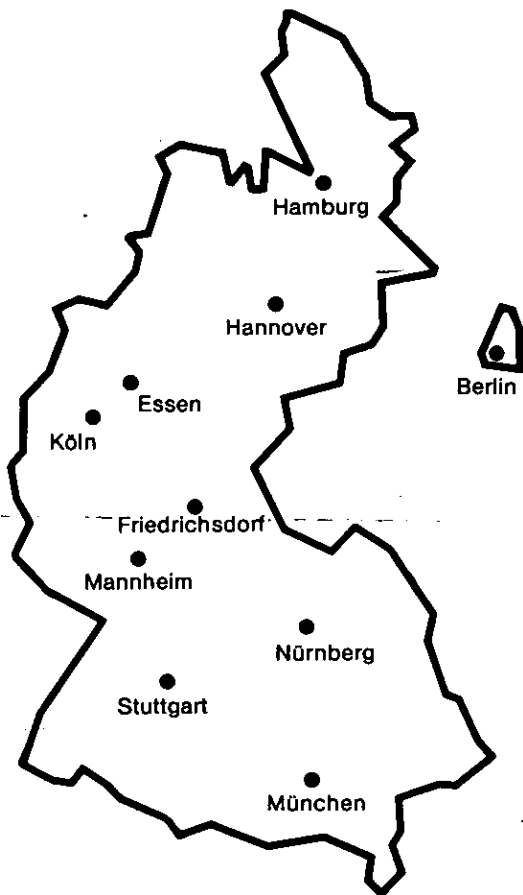 Hamburg
Hannover
Berlin
Essen
Köln
Friedrichsdorf
Mannheim
Nürnberg
Stuttgart
München